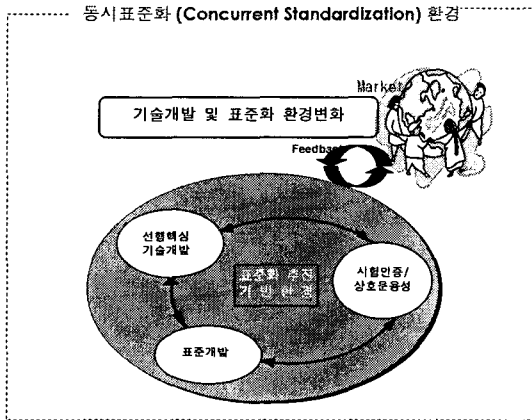 동시표준화 (Concurrent Standardization) 환경
Market
기술개발 및 표준화 환경변화
Feedback
선행핵심
기술개발
표준화 추진
기 반 환 경
시험인증/
상호운용성
표준개발